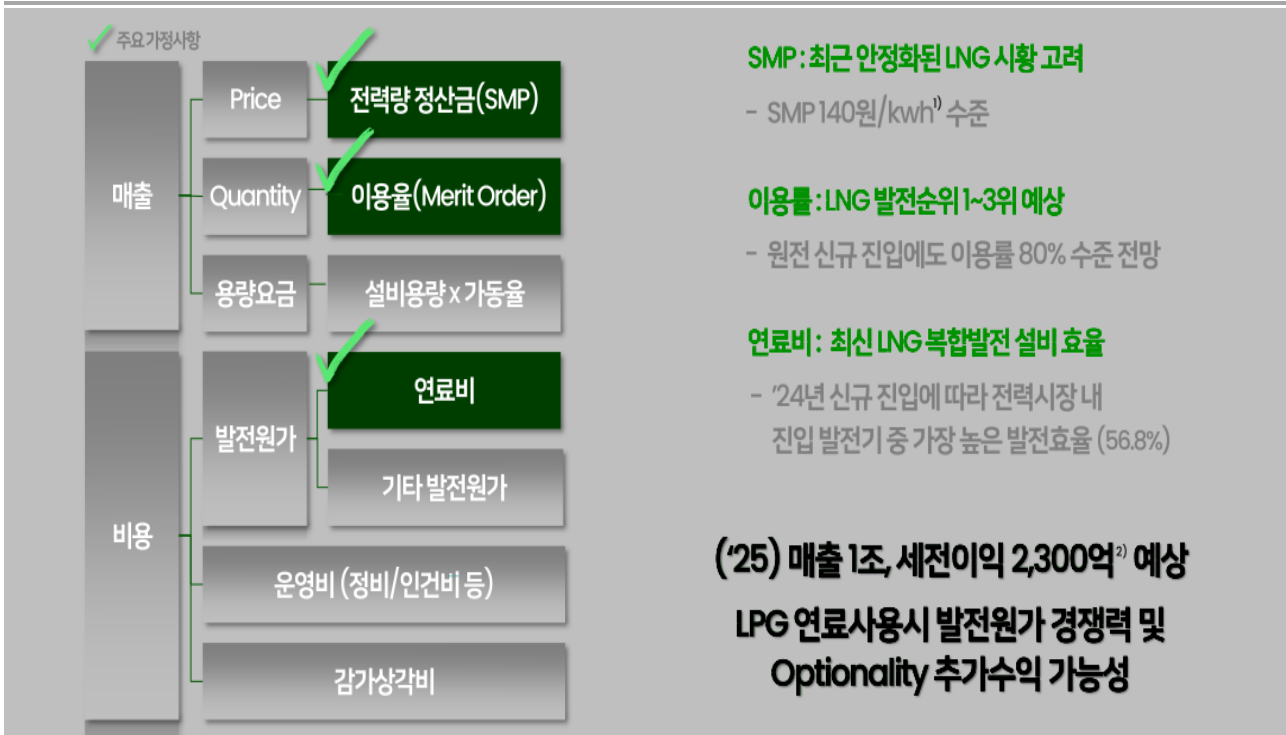 주요 가정사항
매출
Price
전력량 정산금(SMP)
Quantity
이용율(Merit Order)
용량요금
설비용량 x 가동율
비용
발전원가
연료비
기타 발전원가
운영비 (정비/인건비 등)
감가상각비
SMP : 최근 안정화된 LNG 시황 고려
- SMP 140원/kwh¹⁾ 수준
이용률 : LNG 발전순위 1~3위 예상
- 원전 신규 진입에도 이용률 80% 수준 전망
연료비 : 최신 LNG 복합발전 설비 효율
- '24년 신규 진입에 따라 전력시장 내
진입 발전기 중 가장 높은 발전효율 (56.8%)
('25) 매출 1조, 세전이익 2,300억²⁾ 예상
LPG 연료사용시 발전원가 경쟁력 및
Optionality 추가수익 가능성